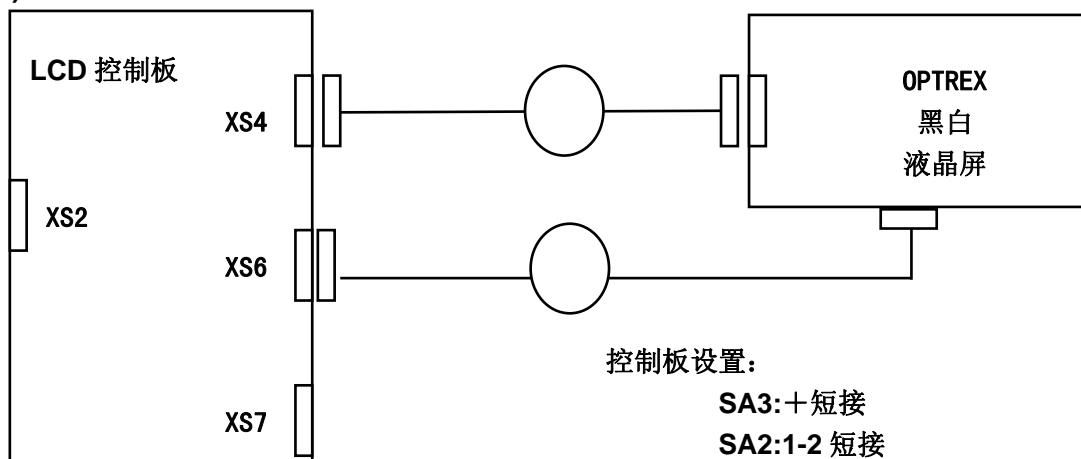 LCD 控制板
XS4
XS2
XS6
XS7
OPTREX
黑白
液晶屏
控制板设置：
SA3:＋短接
SA2:1-2 短接